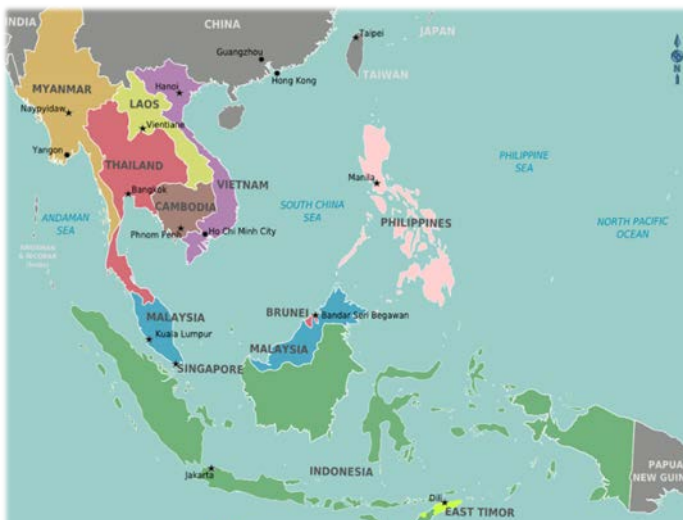 INDIA
CHINA
JAPAN
Taipei
Guangzhou
Hong Kong
TAIWAN
N
MYANMAR
Hanoi
LAOS
Naypyidaw
Vientiane
Yangon
THAILAND
VIETNAM
Bangkok
CAMBODIA
Phnom Penh
Ho Chi Minh City
ANDAMAN
SEA
SOUTH CHINA
SEA
Manila
PHILIPPINES
PHILIPPINE
SEA
NORTH PACIFIC
OCEAN
ANDAMAN
& NICOBAR
MALAYSIA
Kuala Lumpur
SINGAPORE
BRUNEI
Bandar Seri Begawan
MALAYSIA
INDONESIA
Jakarta
Dili
EAST TIMOR
PAPUA
NEW GUIN